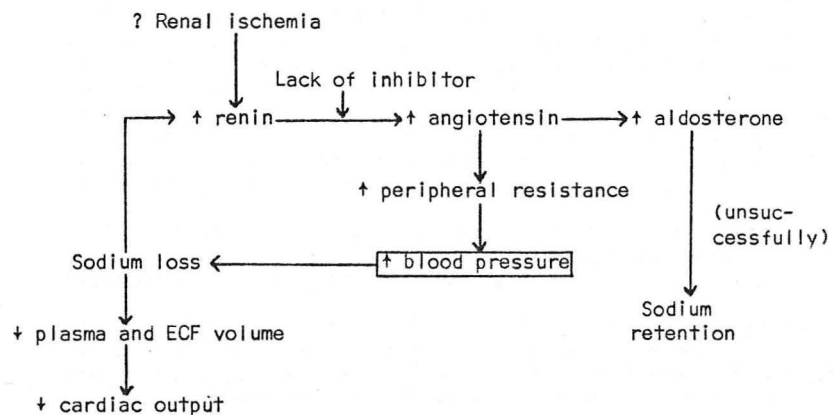 ? Renal ischemia
Lack of inhibitor
↑ renin
↑ angiotensin
↑ aldosterone
↑ peripheral resistance
(unsuc-
cessfully)
Sodium loss
↑ blood pressure
Sodium
retention
↓ plasma and ECF volume
↓ cardiac output